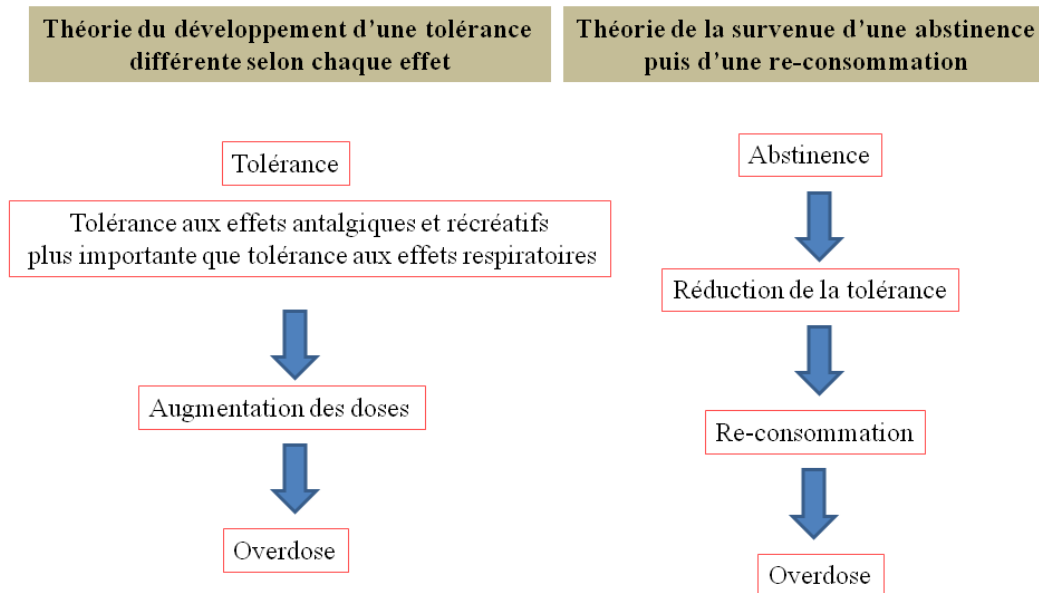 Théorie du développement d'une tolérance
différente selon chaque effet
Tolérance
Tolérance aux effets antalgiques et récréatifs
plus importante que tolérance aux effets respiratoires
Augmentation des doses
Overdose
Théorie de la survenue d'une abstinence
puis d'une re-consommation
Abstinence
Réduction de la tolérance
Re-consommation
Overdose